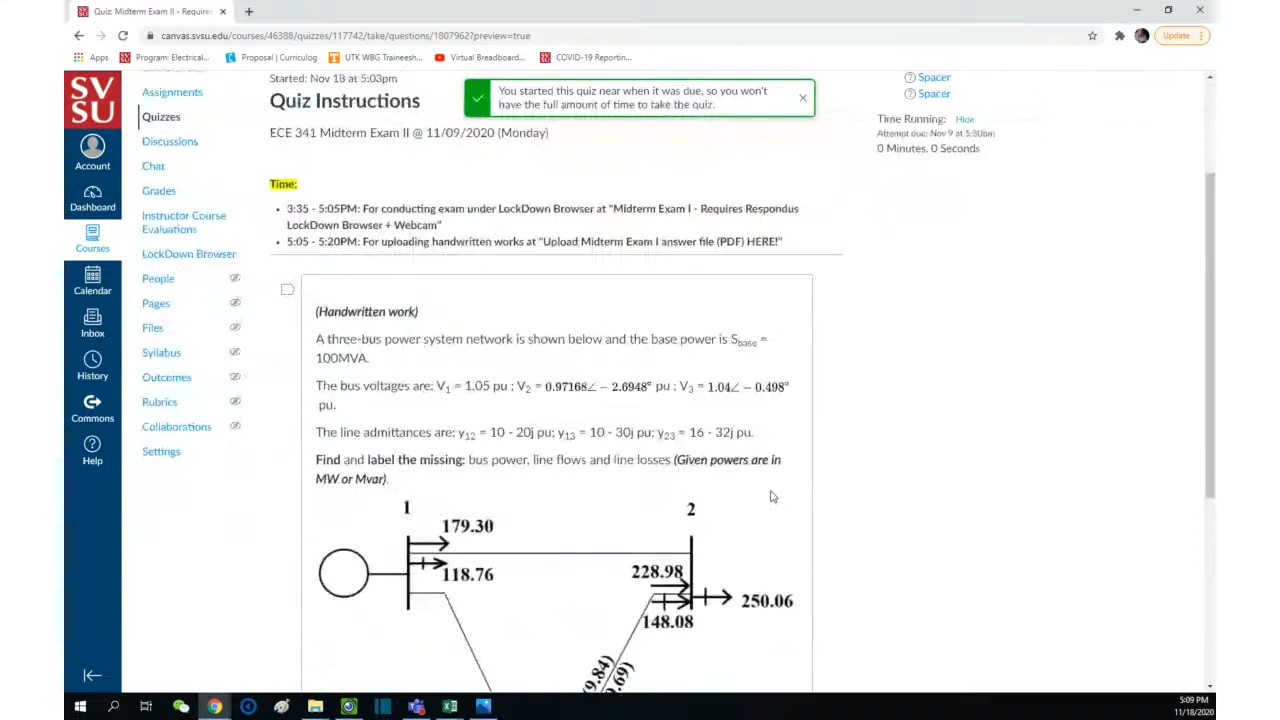 Quiz: Midterm Exam II - Require:
canvas.svsu.edu/courses/46388/quizzes/117742/take/questions/1807962?preview=true
Update
Apps
Program: Electrical...
Proposal | Curriculog
UTK WBG Traineesh...
Virtual Breadboard...
COVID-19 Reportin...
SV
SU
Account
Dashboard
Courses
Calendar
Inbox
History
Commons
Help
Assignments
Quizzes
Discussions
Chat
Grades
Instructor Course
Evaluations
LockDown Browser
People
Pages
Files
Syllabus
Outcomes
Rubrics
Collaborations
Settings
Started: Nov 18 at 5:03pm
Quiz Instructions
You started this quiz near when it was due, so you won't
have the full amount of time to take the quiz.
ECE 341 Midterm Exam II @ 11/09/2020 (Monday)
Time:
3:35 - 5:05PM: For conducting exam under LockDown Browser at "Midterm Exam I - Requires Respondus
LockDown Browser + Webcam"
5:05 - 5:20PM: For uploading handwritten works at "Upload Midterm Exam I answer file (PDF) HERE!"
(Handwritten work)
A three-bus power system network is shown below and the base power is Sbase =
100MVA.
The bus voltages are: V1 = 1.05 pu ; V2 = 0.97168∠ − 2.6948° pu ; V3 = 1.04∠ − 0.498°
pu.
The line admittances are: y12 = 10 - 20j pu; y13 = 10 - 30j pu; y23 = 16 - 32j pu.
Find and label the missing: bus power, line flows and line losses (Given powers are in
MW or Mvar).
1
2
179.30
118.76
228.98
148.08
250.06
9.84)
.69)
Spacer
Spacer
Time Running: Hide
Attempt due: Nov 9 at 5:30pm
0 Minutes, 0 Seconds
5:09 PM
11/18/2020